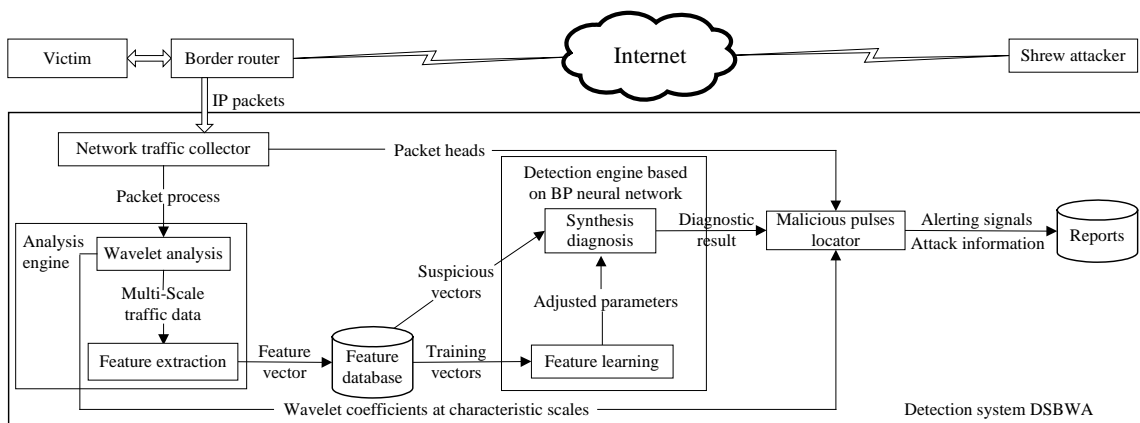 Victim
Border router
Internet
Shrew attacker
IP packets
Network traffic collector
Packet heads
Packet process
Detection engine based
on BP neural network
Analysis
engine
Wavelet analysis
Synthesis
diagnosis
Diagnostic
result
Malicious pulses
locator
Alerting signals
Attack information
Reports
Multi-Scale
traffic data
Suspicious
vectors
Adjusted parameters
Feature extraction
Feature
vector
Feature
database
Training
vectors
Feature learning
Wavelet coefficients at characteristic scales
Detection system DSBWA